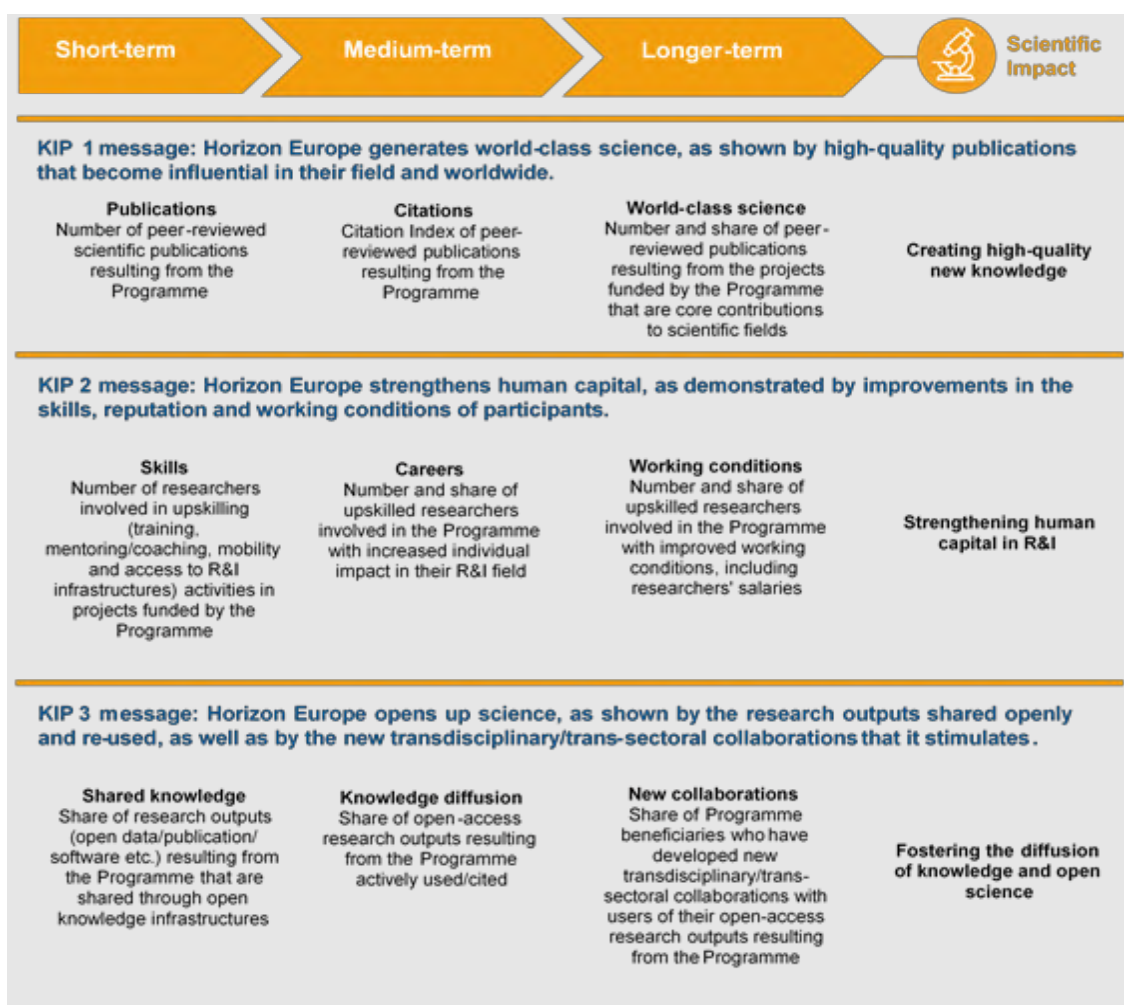 Short-term
Medium-term
Longer-term
Scientific
Impact
KIP 1 message: Horizon Europe generates world-class science, as shown by high-quality publications
that become influential in their field and worldwide.
Publications
Number of peer-reviewed
scientific publications
resulting from the
Programme
Citations
Citation Index of peer-
reviewed publications
resulting from the
Programme
World-class science
Number and share of peer-
reviewed publications
resulting from the projects
funded by the Programme
that are core contributions
to scientific fields
Creating high-quality
new knowledge
KIP 2 message: Horizon Europe strengthens human capital, as demonstrated by improvements in the
skills, reputation and working conditions of participants.
Skills
Number of researchers
involved in upskilling
(training,
mentoring/coaching, mobility
and access to R&I
infrastructures) activities in
projects funded by the
Programme
Careers
Number and share of
upskilled researchers
involved in the Programme
with increased individual
impact in their R&I field
Working conditions
Number and share of
upskilled researchers
involved in the Programme
with improved working
conditions, including
researchers' salaries
Strengthening human
capital in R&I
KIP 3 message: Horizon Europe opens up science, as shown by the research outputs shared openly
and re-used, as well as by the new transdisciplinary/trans-sectoral collaborations that it stimulates.
Shared knowledge
Share of research outputs
(open data/publication/
software etc.) resulting from
the Programme that are
shared through open
knowledge infrastructures
Knowledge diffusion
Share of open-access
research outputs resulting
from the Programme
actively used/cited
New collaborations
Share of Programme
beneficiaries who have
developed new
transdisciplinary/trans-
sectoral collaborations with
users of their open-access
research outputs resulting
from the Programme
Fostering the diffusion
of knowledge and open
science